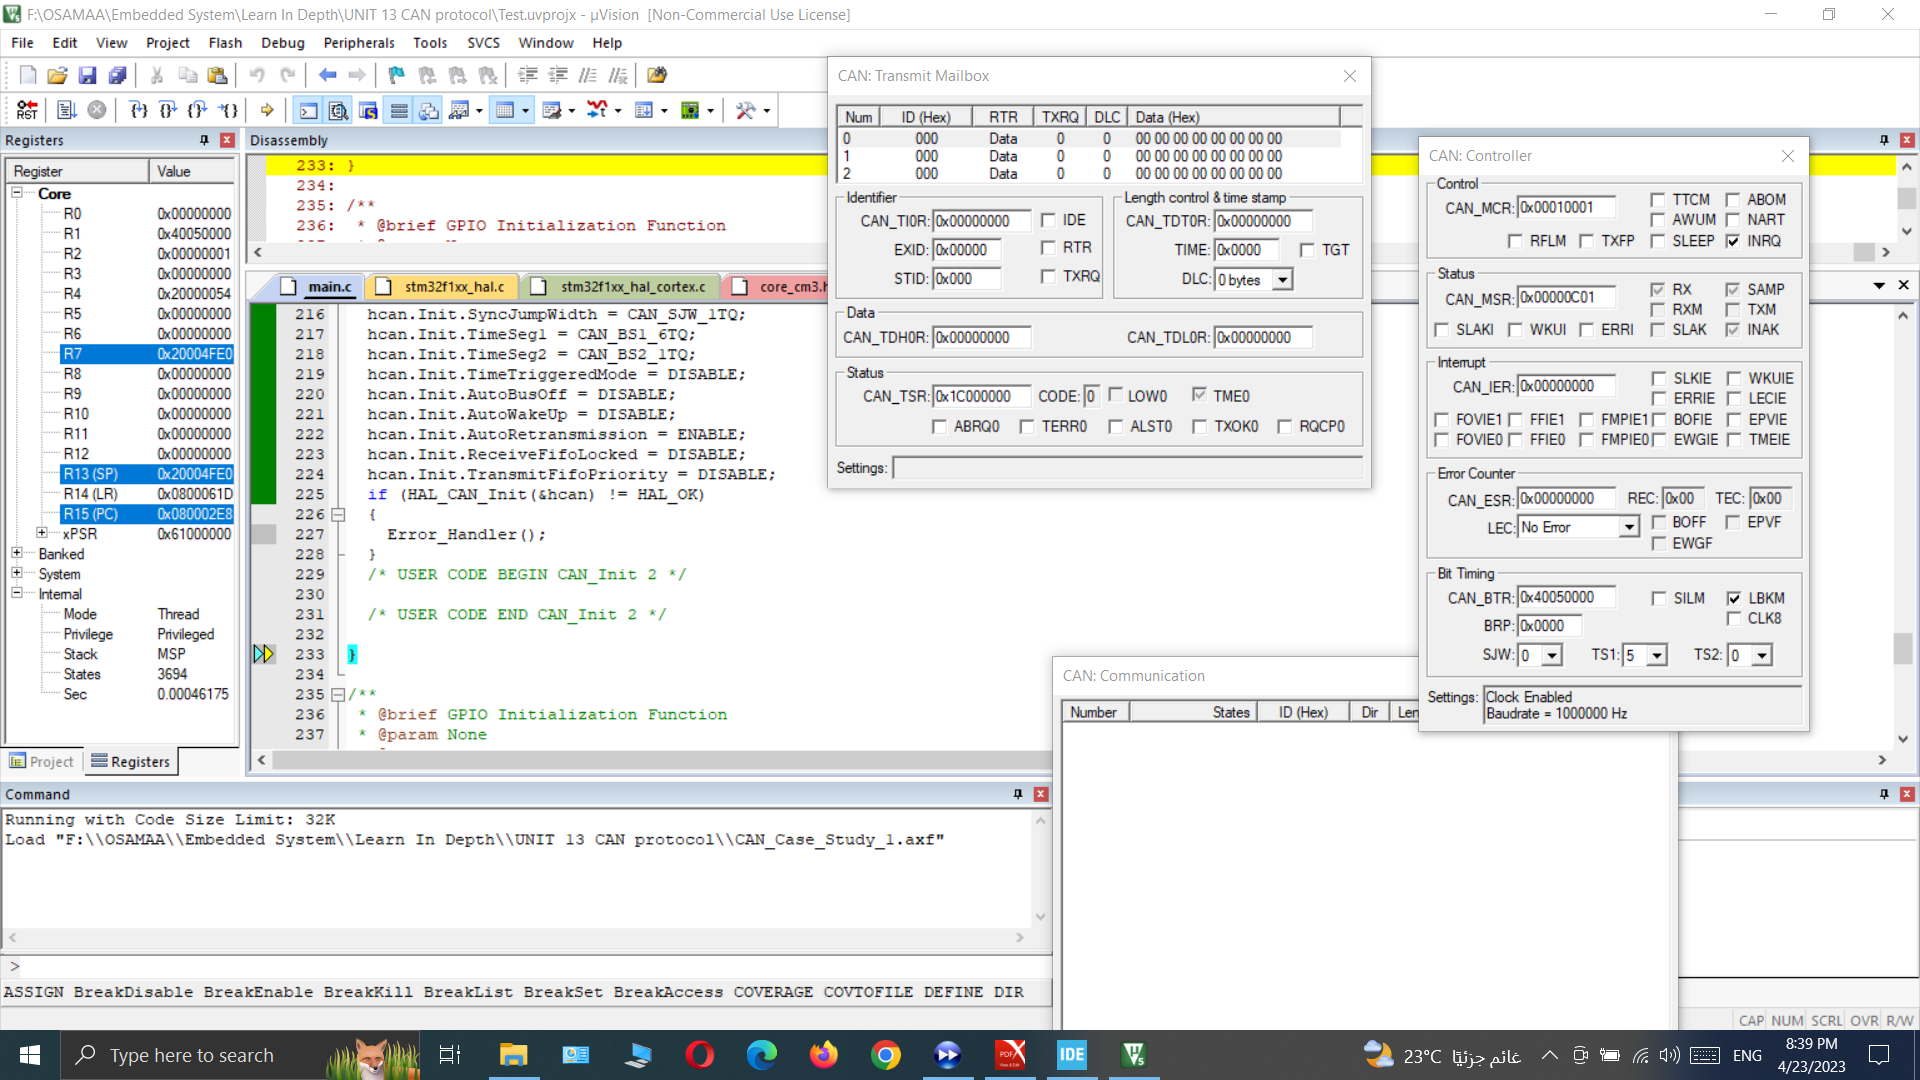 F:\OSAMAA\Embedded System\Learn In Depth\UNIT 13 CAN protocol\Test.uvprojx - µVision [Non-Commercial Use License]
File Edit View Project Flash Debug Peripherals Tools SVCS Window Help
RST
Registers
Register Value
Core
R0 0x00000000
R1 0x40050000
R2 0x00000001
R3 0x00000000
R4 0x20000054
R5 0x00000000
R6 0x00000000
R7 0x20004FE0
R8 0x00000000
R9 0x00000000
R10 0x00000000
R11 0x00000000
R12 0x00000000
R13 (SP) 0x20004FE0
R14 (LR) 0x0800061D
R15 (PC) 0x080002E8
xPSR 0x61000000
Banked
System
Internal
Mode Thread
Privilege Privileged
Stack MSP
States 3694
Sec 0.00046175
Project Registers
Disassembly
233: }
234:
235: /**
236: * @brief GPIO Initialization Function
main.c stm32f1xx_hal.c stm32f1xx_hal_cortex.c core_cm3.h
216 hcan.Init.SyncJumpWidth = CAN_SJW_1TQ;
217 hcan.Init.TimeSeg1 = CAN_BS1_6TQ;
218 hcan.Init.TimeSeg2 = CAN_BS2_1TQ;
219 hcan.Init.TimeTriggeredMode = DISABLE;
220 hcan.Init.AutoBusOff = DISABLE;
221 hcan.Init.AutoWakeUp = DISABLE;
222 hcan.Init.AutoRetransmission = ENABLE;
223 hcan.Init.ReceiveFifoLocked = DISABLE;
224 hcan.Init.TransmitFifoPriority = DISABLE;
225 if (HAL_CAN_Init(&hcan) != HAL_OK)
226 {
227 Error_Handler();
228 }
229 /* USER CODE BEGIN CAN_Init 2 */
230
231 /* USER CODE END CAN_Init 2 */
232
233 }
234
235 /**
236 * @brief GPIO Initialization Function
237 * @param None
CAN: Transmit Mailbox
Num ID (Hex) RTR TXRQ DLC Data (Hex)
0 000 Data 0 0 00 00 00 00 00 00 00 00
1 000 Data 0 0 00 00 00 00 00 00 00 00
2 000 Data 0 0 00 00 00 00 00 00 00 00
Identifier
CAN_TI0R: 0x00000000 IDE
EXID: 0x00000 RTR
STID: 0x000 TXRQ
Length control & time stamp
CAN_TDT0R: 0x00000000
TIME: 0x0000 TGT
DLC: 0 bytes
Data
CAN_TDH0R: 0x00000000 CAN_TDL0R: 0x00000000
Status
CAN_TSR: 0x1C000000 CODE: 0 LOW0 TME0
ABRQ0 TERR0 ALST0 TXOK0 RQCP0
Settings:
CAN: Controller
Control
CAN_MCR: 0x00010001 TTCM ABOM
AWUM NART
RFLM TXFP SLEEP INRQ
Status
CAN_MSR: 0x00000C01 RX SAMP
RXM TXM
SLAKI WKUI ERRI SLAK INAK
Interrupt
CAN_IER: 0x00000000 SLKIE WKUIE
ERRIE LECIE
FOVIE1 FFIE1 FMPIE1 BOFIE EPVIE
FOVIE0 FFIE0 FMPIE0 EWGIE TMEIE
Error Counter
CAN_ESR: 0x00000000 REC: 0x00 TEC: 0x00
LEC: No Error BOFF EPVF
EWGF
Bit Timing
CAN_BTR: 0x40050000 SILM LBKM
BRP: 0x0000 CLK8
SJW: 0 TS1: 5 TS2: 0
Settings: Clock Enabled
Baudrate = 1000000 Hz
CAN: Communication
Number States ID (Hex) Dir Len
Command
Running with Code Size Limit: 32K
Load "F:\\OSAMAA\\Embedded System\\Learn In Depth\\UNIT 13 CAN protocol\\CAN_Case_Study_1.axf"
>
ASSIGN BreakDisable BreakEnable BreakKill BreakList BreakSet BreakAccess COVERAGE COVTOFILE DEFINE DIR
CAP NUM SCRL OVR R/W
Type here to search
PDF
IDE
23°C غائم جزئيًا
ENG
8:39 PM
4/23/2023